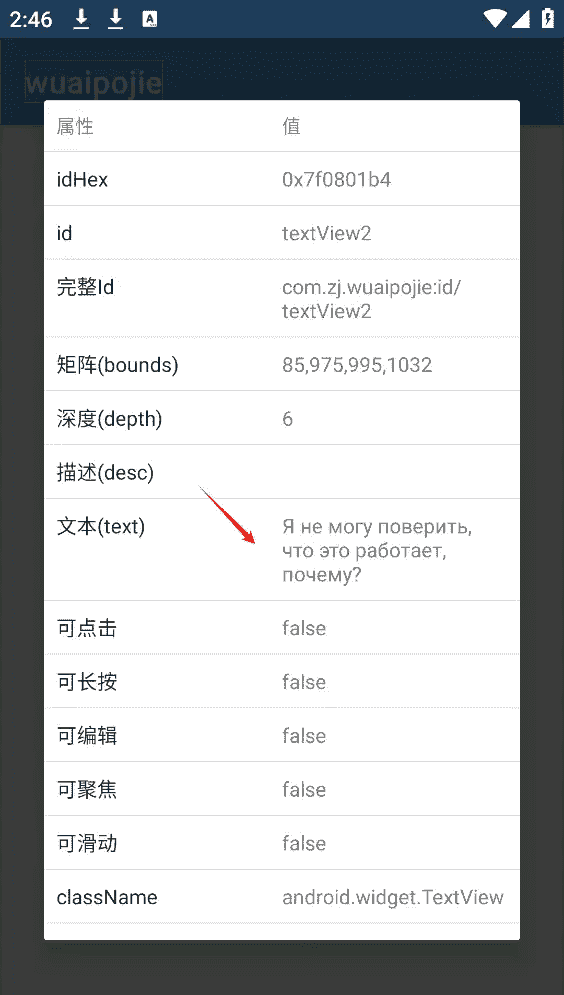 2:46
A
wuaipojie
属性 值
idHex 0x7f0801b4
id textView2
完整Id com.zj.wuaipojie:id/
textView2
矩阵(bounds) 85,975,995,1032
深度(depth) 6
描述(desc)
文本(text) Я не могу поверить,
что это работает,
почему?
可点击 false
可长按 false
可编辑 false
可聚焦 false
可滑动 false
className android.widget.TextView